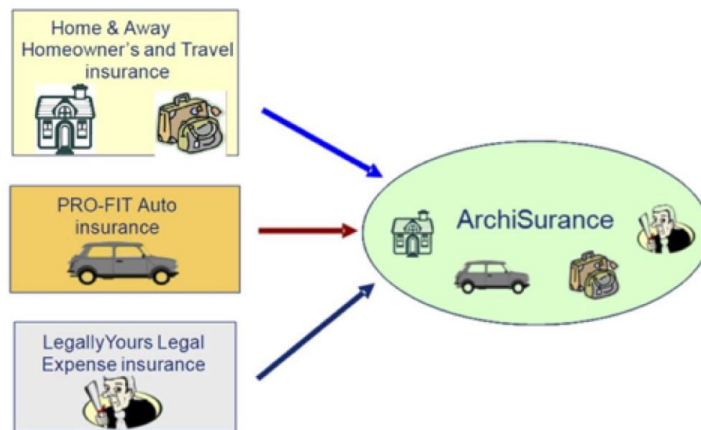 Home & Away
Homeowner's and Travel
insurance
PRO-FIT Auto
insurance
LegallyYours Legal
Expense insurance
ArchiSurance